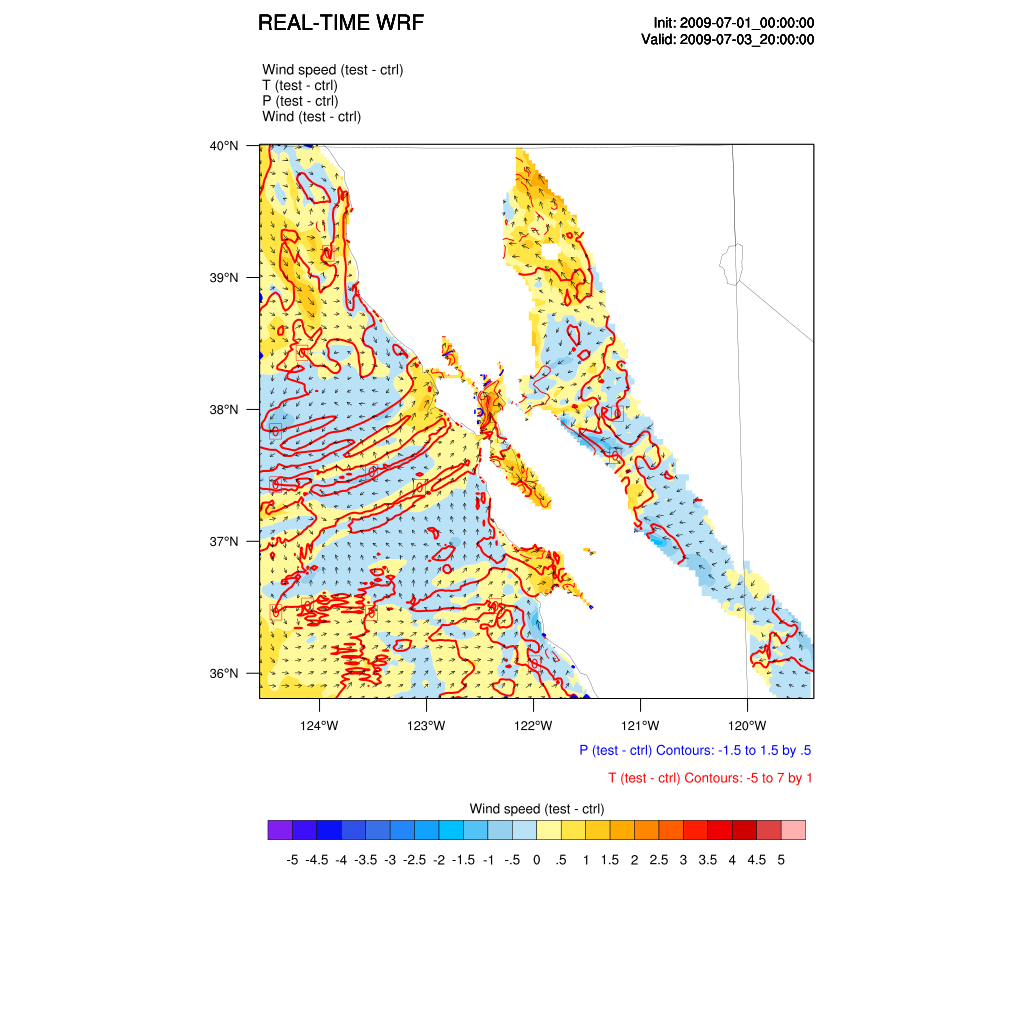 REAL-TIME WRF
Init: 2009-07-01_00:00:00
Valid: 2009-07-03_20:00:00
Wind speed (test - ctrl)
T (test - ctrl)
P (test - ctrl)
Wind (test - ctrl)
40°N
39°N
38°N
37°N
36°N
124°W 123°W 122°W 121°W 120°W
P (test - ctrl) Contours: -1.5 to 1.5 by .5
T (test - ctrl) Contours: -5 to 7 by 1
Wind speed (test - ctrl)
-5 -4.5 -4 -3.5 -3 -2.5 -2 -1.5 -1 -.5 0 .5 1 1.5 2 2.5 3 3.5 4 4.5 5